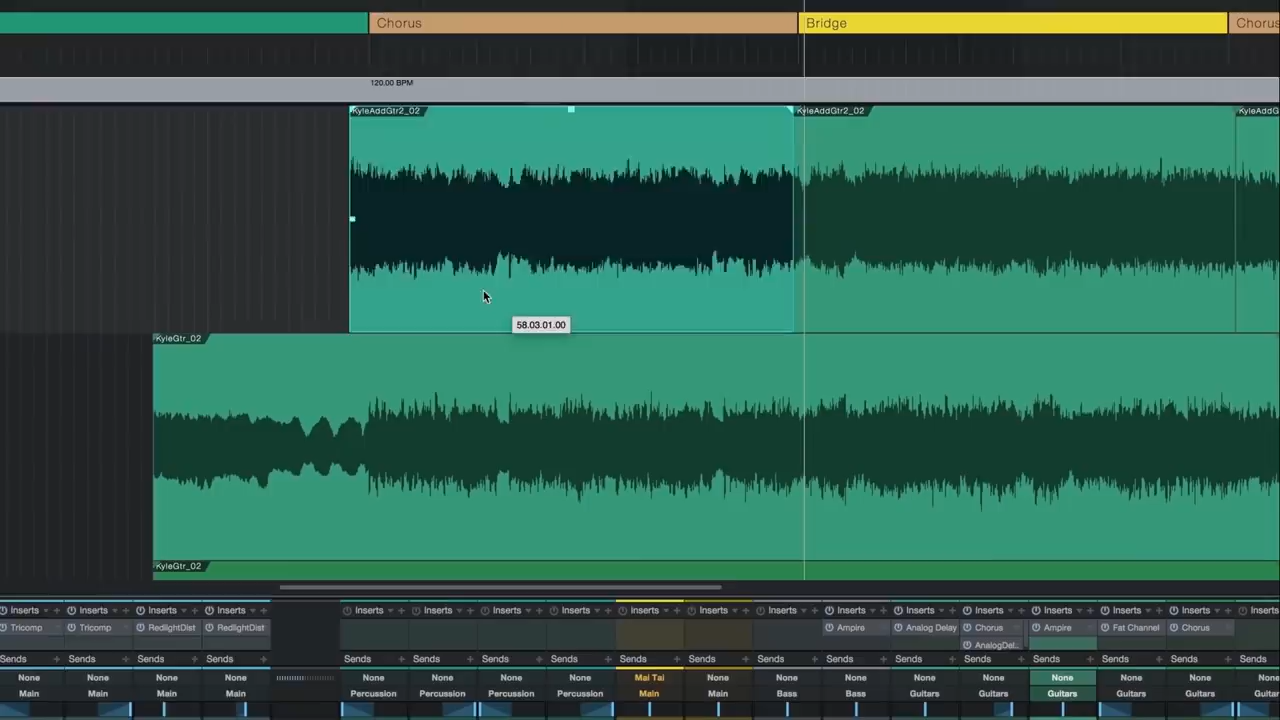 Chorus Bridge Chorus
120.00 BPM
KyleAddGtr2_02 KyleAddGtr2_02 KyleAddG
58.03.01.00
KyleGtr_02
KyleGtr_02
Inserts Inserts Inserts Inserts Inserts Inserts Inserts Inserts Inserts Inserts Inserts Inserts Inserts Inserts Inserts Inserts Inserts Inserts
Tricomp Tricomp RedlightDist RedlightDist Ampire Analog Delay Chorus Ampire Fat Channel Chorus
AnalogDel..
Sends Sends Sends Sends Sends Sends Sends Sends Sends Sends Sends Sends Sends Sends Sends Sends Sends Sends
None None None None None None None None Mai Tai None None None None None None None None None
Main Main Main Main Percussion Percussion Percussion Percussion Main Main Bass Bass Guitars Guitars Guitars Guitars Guitars Guitars